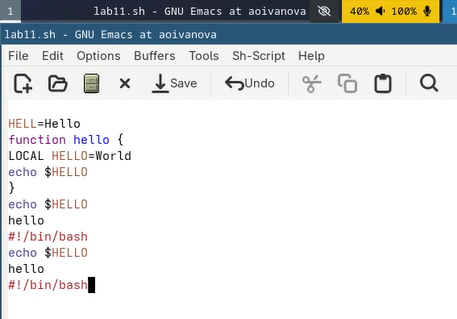 1 lab11.sh - GNU Emacs at aoivanova 40% 100% 1
lab11.sh - GNU Emacs at aoivanova
File Edit Options Buffers Tools Sh-Script Help
Save Undo
HELL=Hello
function hello {
LOCAL HELLO=World
echo $HELLO
}
echo $HELLO
hello
#!/bin/bash
echo $HELLO
hello
#!/bin/bash